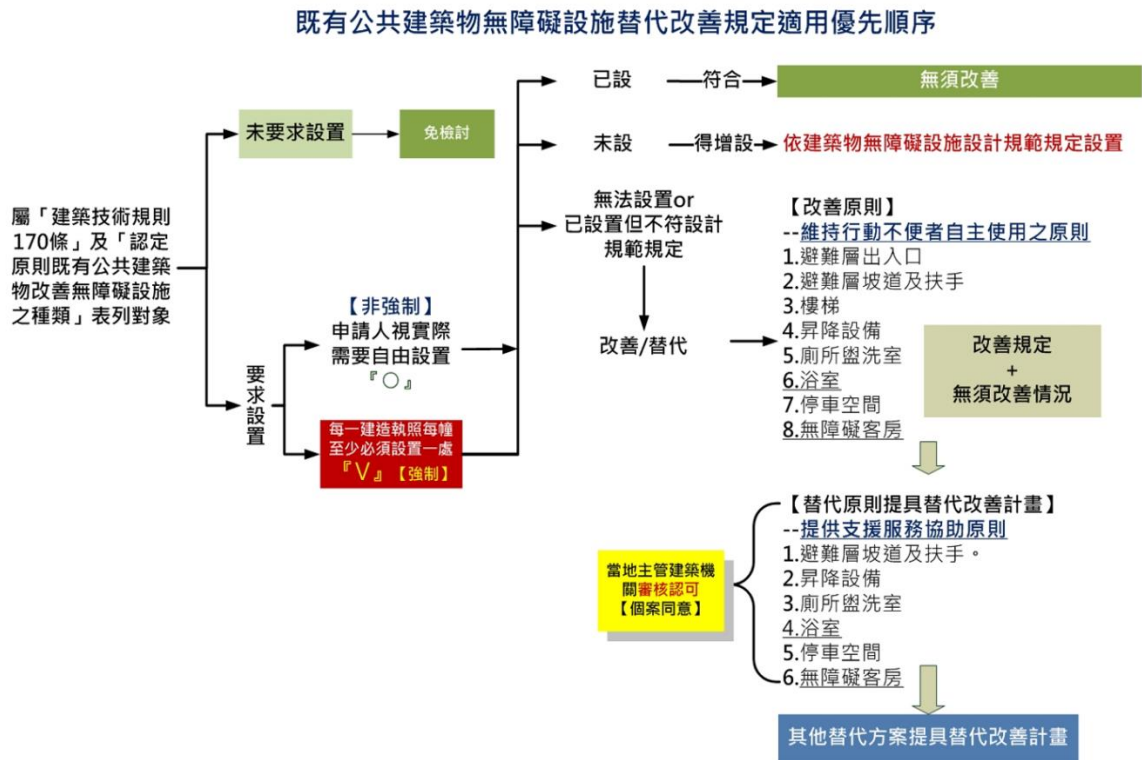 既有公共建築物無障礙設施替代改善規定適用優先順序
屬「建築技術規則
170條」及「認定
原則既有公共建築
物改善無障礙設施
之種類」表列對象
未要求設置
免檢討
要求設置
【非強制】
申請人視實際
需要自由設置
『○』
每一建造執照每幢
至少必須設置一處
『V』【強制】
已設
符合
無須改善
未設
得增設
依建築物無障礙設施設計規範規定設置
無法設置or
已設置但不符設計
規範規定
改善/替代
【改善原則】
--維持行動不便者自主使用之原則
1.避難層出入口
2.避難層坡道及扶手
3.樓梯
4.昇降設備
5.廁所盥洗室
6.浴室
7.停車空間
8.無障礙客房
改善規定
+
無須改善情況
【替代原則提具替代改善計畫】
--提供支援服務協助原則
1.避難層坡道及扶手。
2.昇降設備
3.廁所盥洗室
4.浴室
5.停車空間
6.無障礙客房
當地主管建築機
關審核認可
【個案同意】
其他替代方案提具替代改善計畫